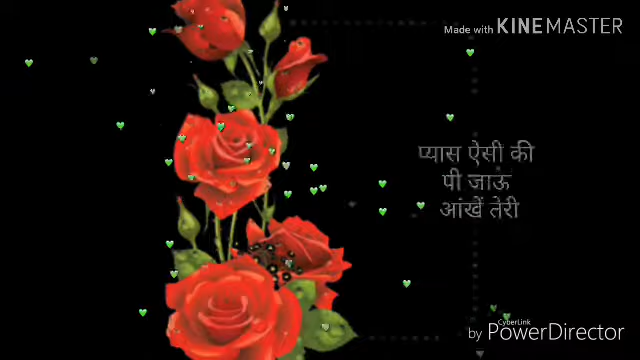 Made with KINEMASTER
प्यास ऐसी की
पी जाऊ
आंखें तेरी
CyberLink
by PowerDirector